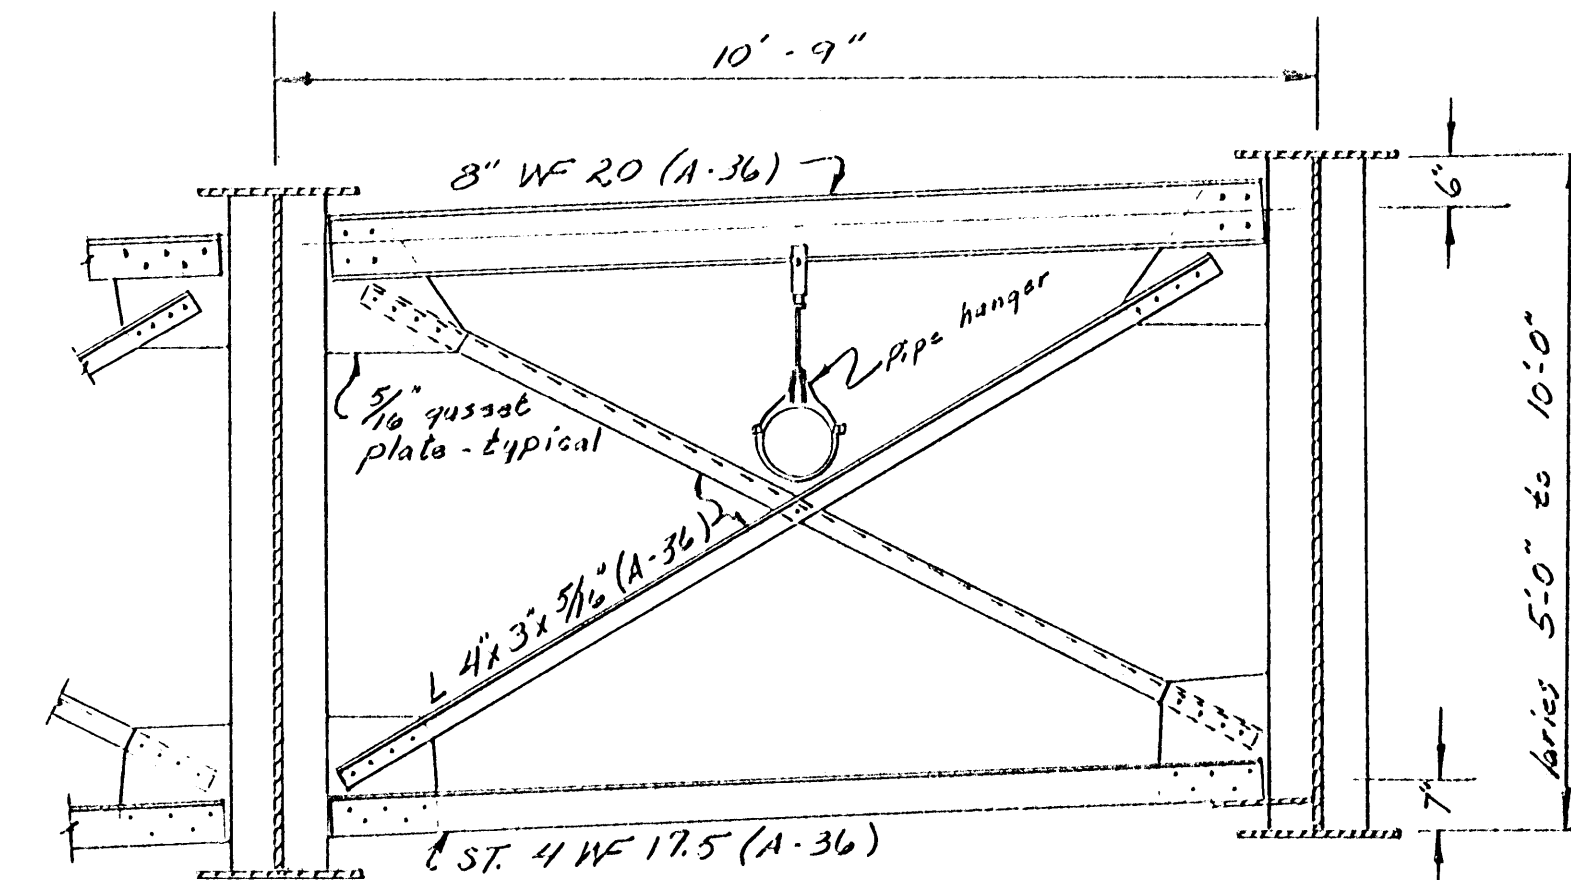 10' - 9"
8" WF 20 (A-36)
6"
pipe hanger
5/16" gusset
plate - typical
L 4" x 3" x 5/16" (A-36)
Varies 5'-0" to 10'-0"
7"
ST. 4 WF 17.5 (A-36)